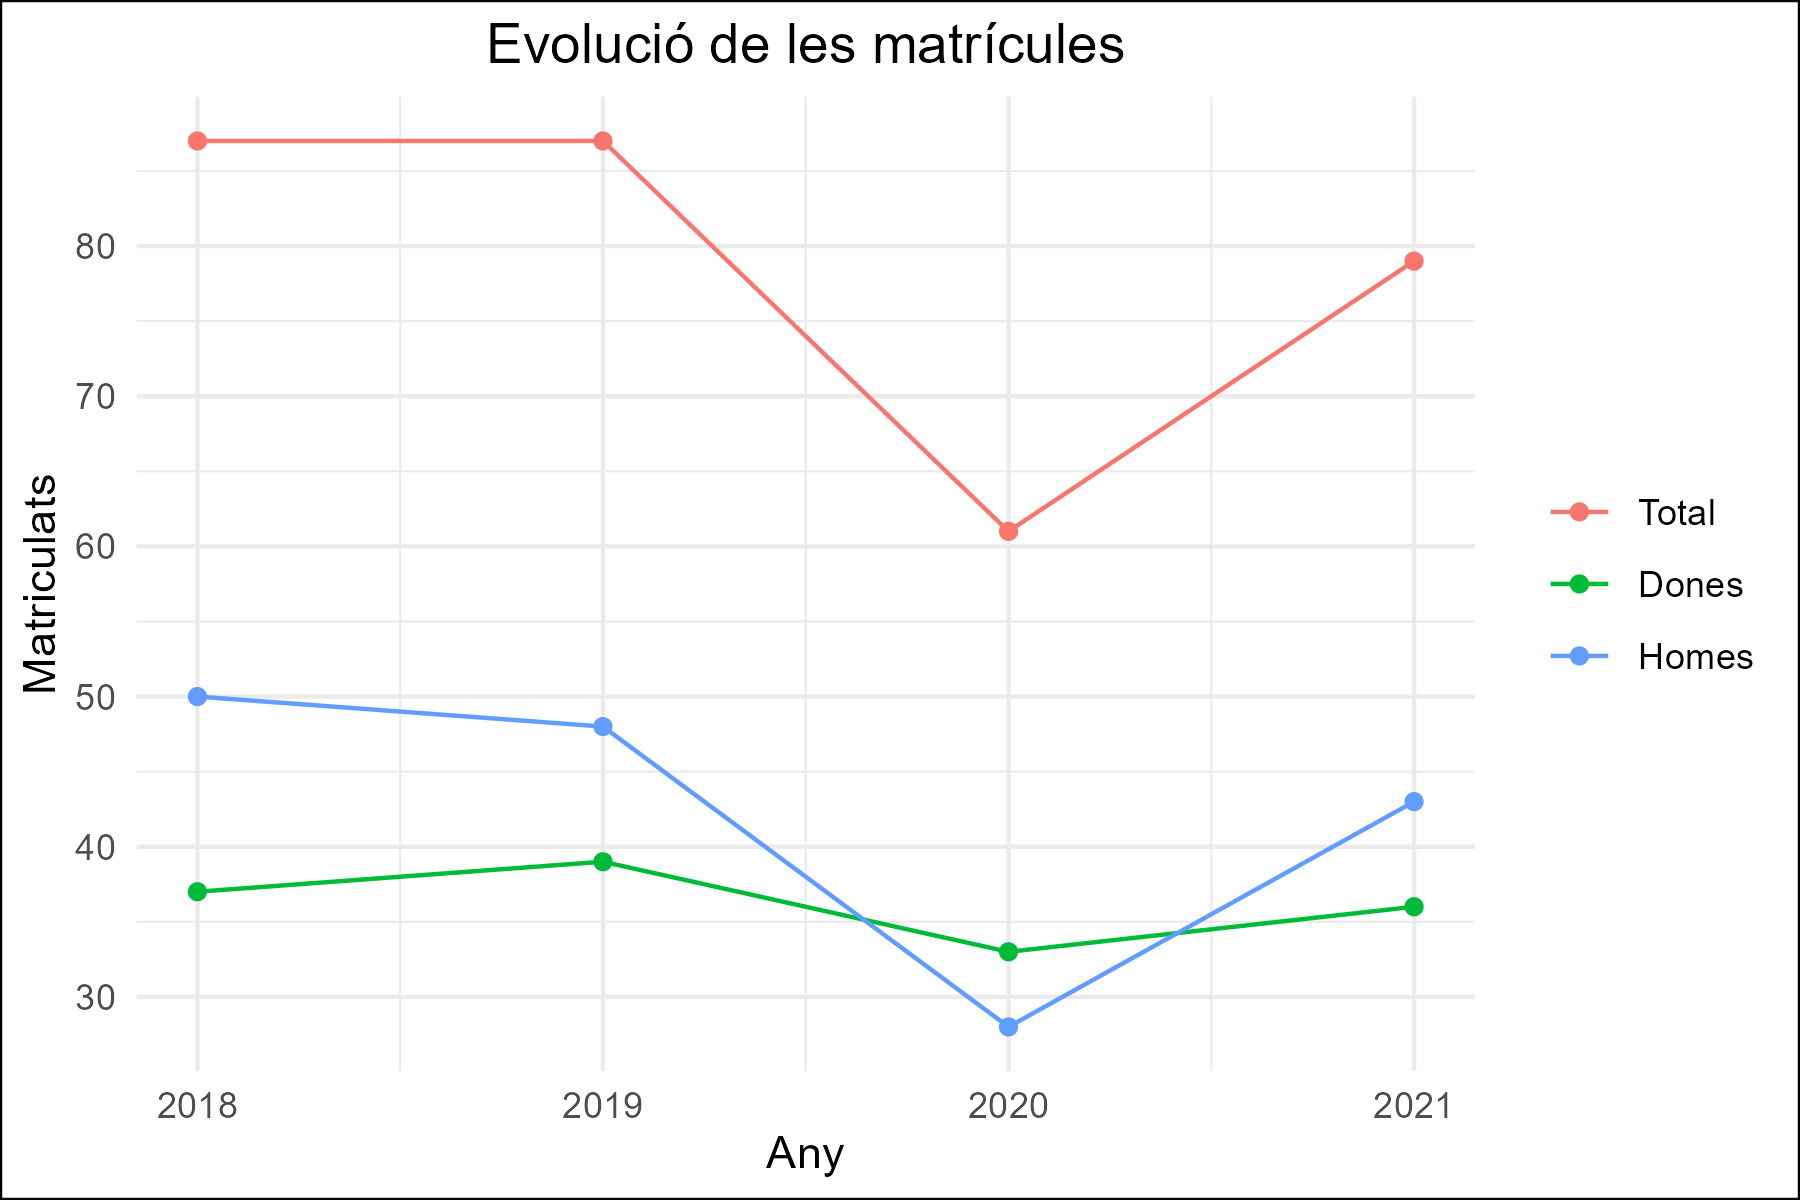 Evolució de les matrícules
Matriculats
80
70
60
50
40
30
2018
2019
2020
2021
Any
Total
Dones
Homes